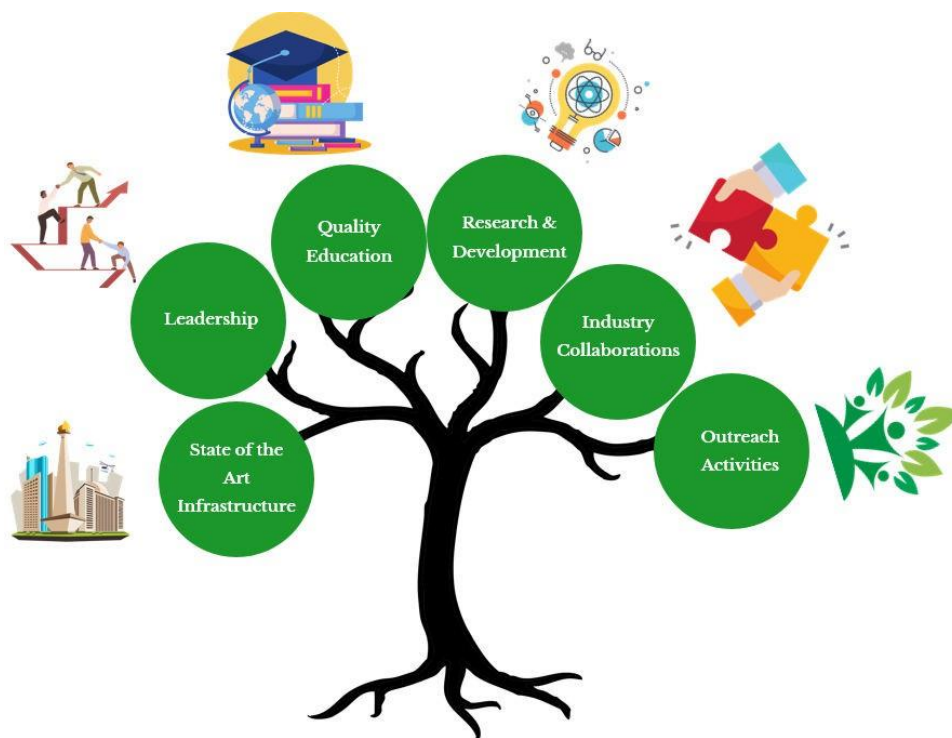 Quality
Education
Research &
Development
Leadership
Industry
Collaborations
State of the
Art
Infrastructure
Outreach
Activities